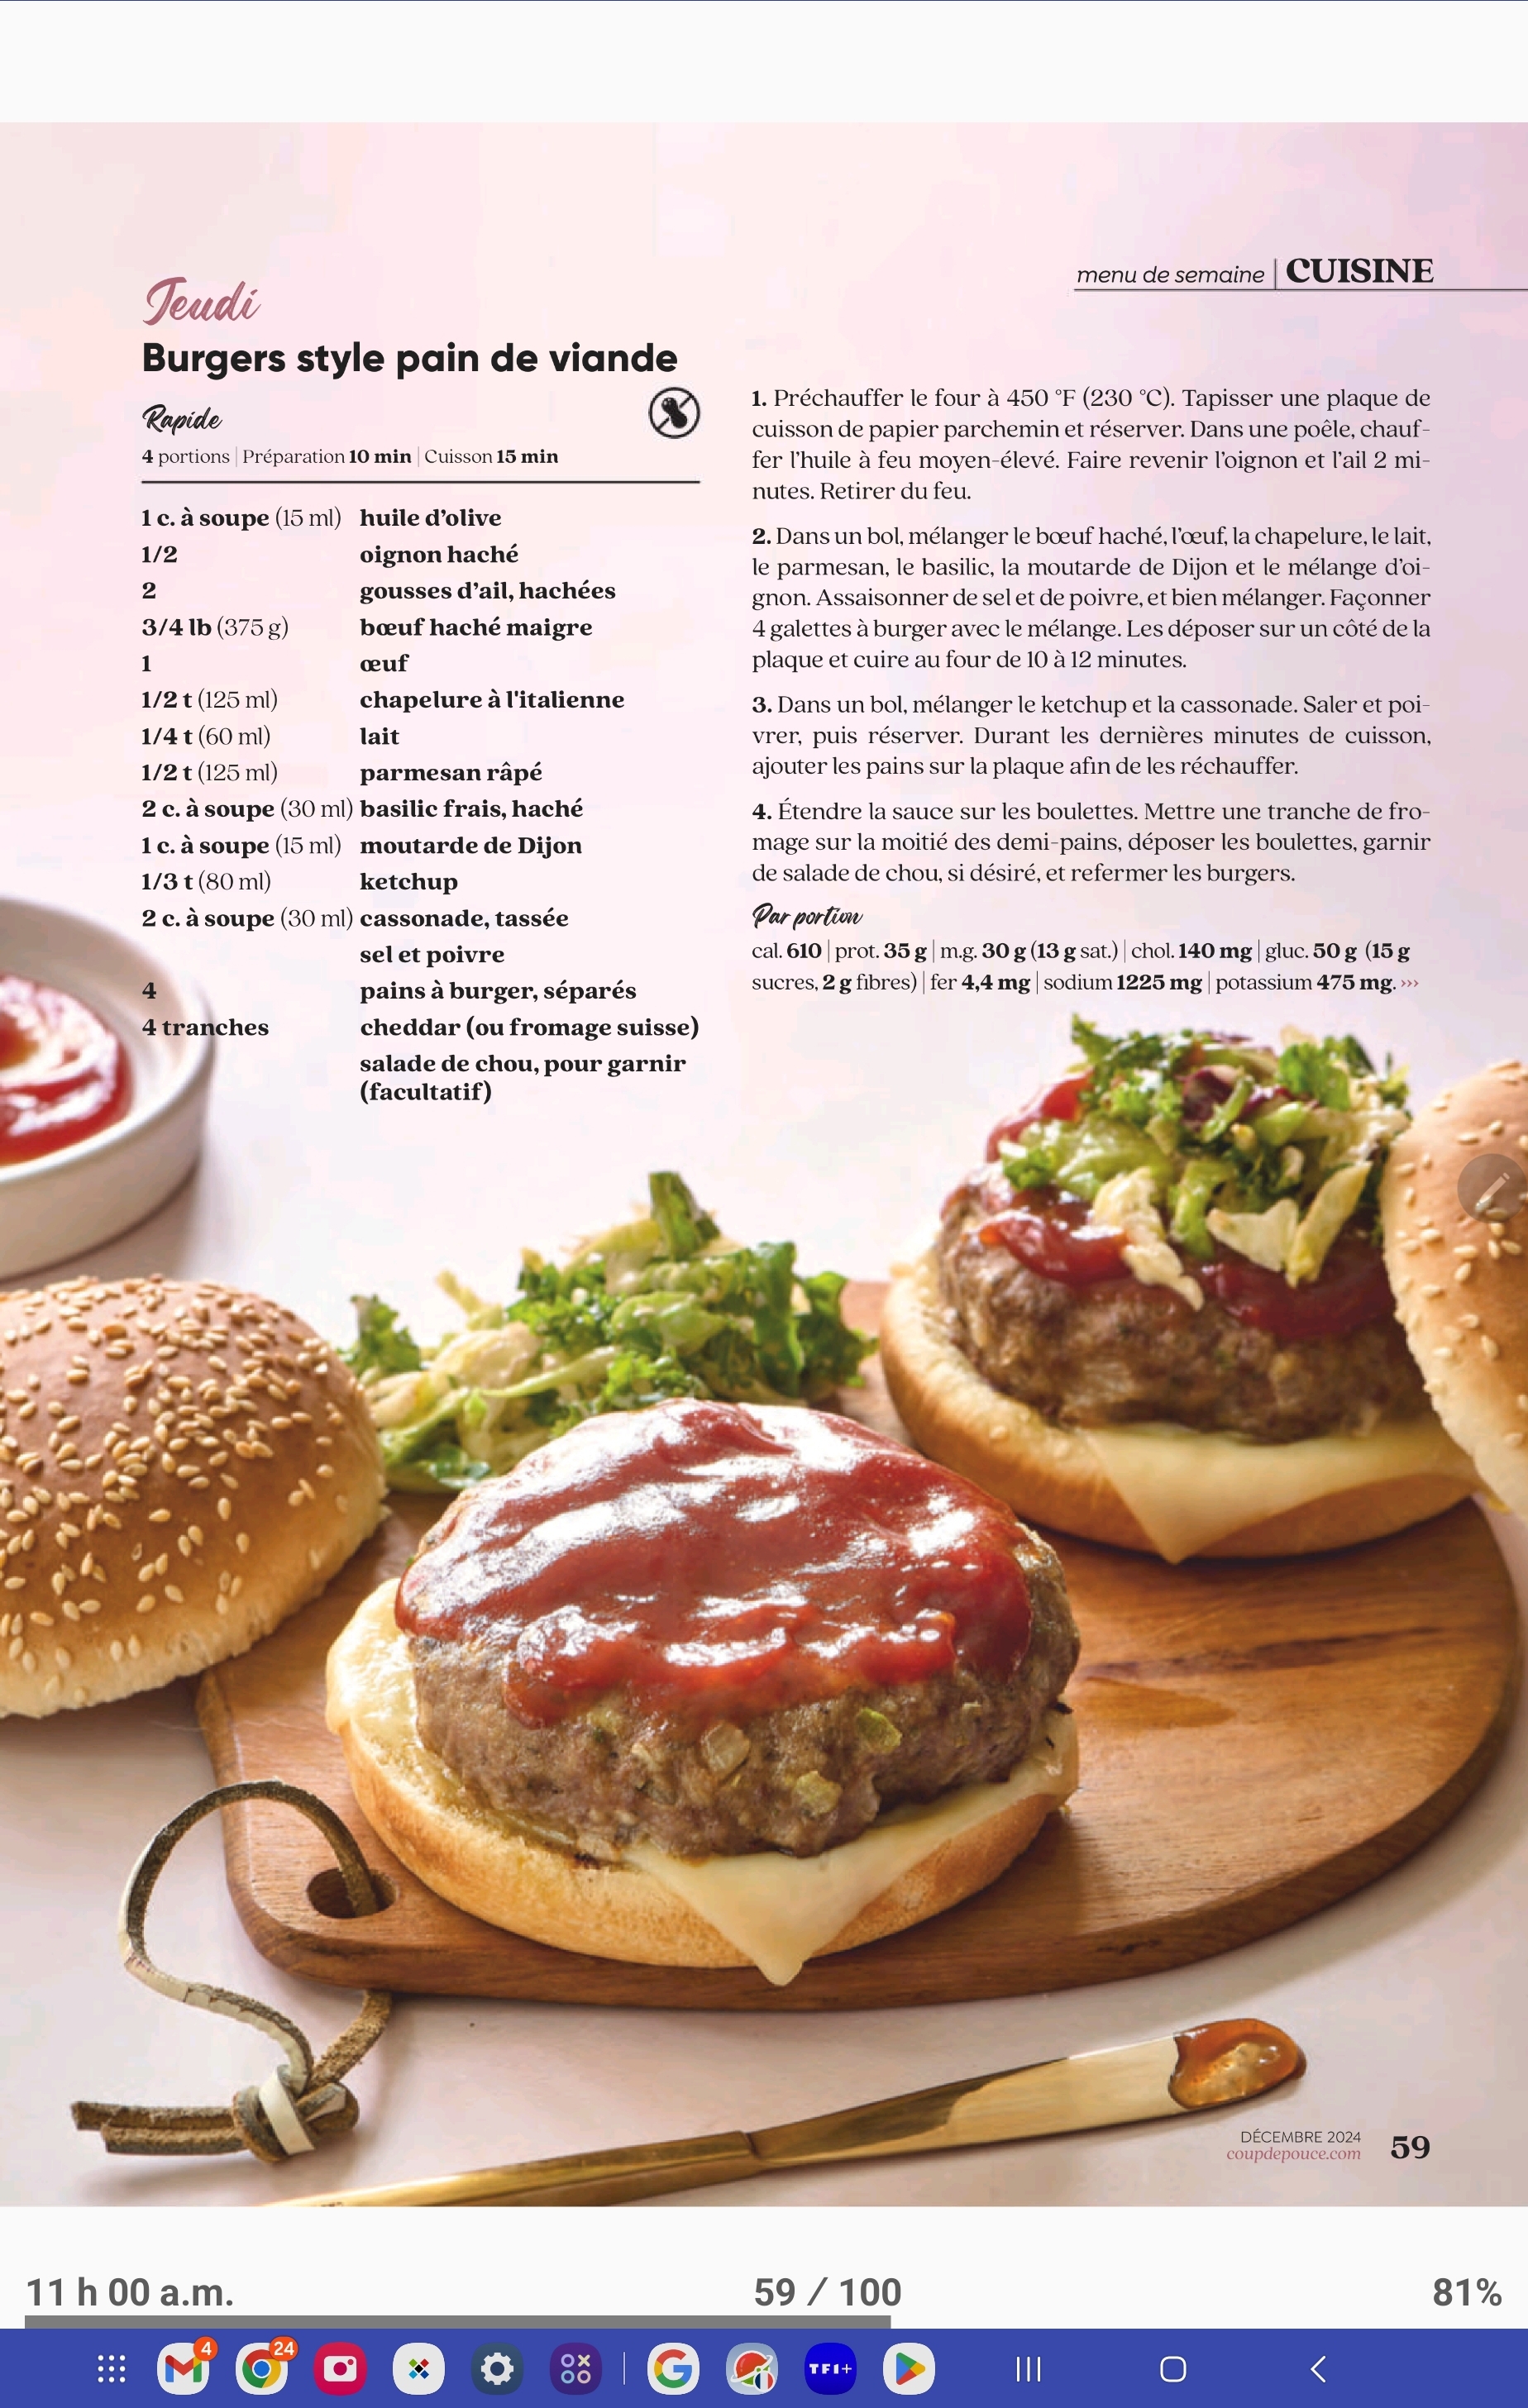 menu de semaine | CUISINE
Jeudi
Burgers style pain de viande
Rapide
4 portions | Préparation 10 min | Cuisson 15 min
1 c. à soupe (15 ml) huile d'olive
1/2 oignon haché
2 gousses d'ail, hachées
3/4 lb (375 g) bœuf haché maigre
1 œuf
1/2 t (125 ml) chapelure à l'italienne
1/4 t (60 ml) lait
1/2 t (125 ml) parmesan râpé
2 c. à soupe (30 ml) basilic frais, haché
1 c. à soupe (15 ml) moutarde de Dijon
1/3 t (80 ml) ketchup
2 c. à soupe (30 ml) cassonade, tassée
sel et poivre
4 pains à burger, séparés
4 tranches cheddar (ou fromage suisse)
salade de chou, pour garnir
(facultatif)
1. Préchauffer le four à 450 °F (230 °C). Tapisser une plaque de
cuisson de papier parchemin et réserver. Dans une poêle, chauf-
fer l'huile à feu moyen-élevé. Faire revenir l'oignon et l'ail 2 mi-
nutes. Retirer du feu.
2. Dans un bol, mélanger le bœuf haché, l'œuf, la chapelure, le lait,
le parmesan, le basilic, la moutarde de Dijon et le mélange d'oi-
gnon. Assaisonner de sel et de poivre, et bien mélanger. Façonner
4 galettes à burger avec le mélange. Les déposer sur un côté de la
plaque et cuire au four de 10 à 12 minutes.
3. Dans un bol, mélanger le ketchup et la cassonade. Saler et poi-
vrer, puis réserver. Durant les dernières minutes de cuisson,
ajouter les pains sur la plaque afin de les réchauffer.
4. Étendre la sauce sur les boulettes. Mettre une tranche de fro-
mage sur la moitié des demi-pains, déposer les boulettes, garnir
de salade de chou, si désiré, et refermer les burgers.
Par portion
cal. 610 | prot. 35 g | m.g. 30 g (13 g sat.) | chol. 140 mg | gluc. 50 g (15 g
sucres, 2 g fibres) | fer 4,4 mg | sodium 1225 mg | potassium 475 mg. ›››
DÉCEMBRE 2024
coupdepouce.com 59
11 h 00 a.m. 59 / 100 81%
4 24 TF1+